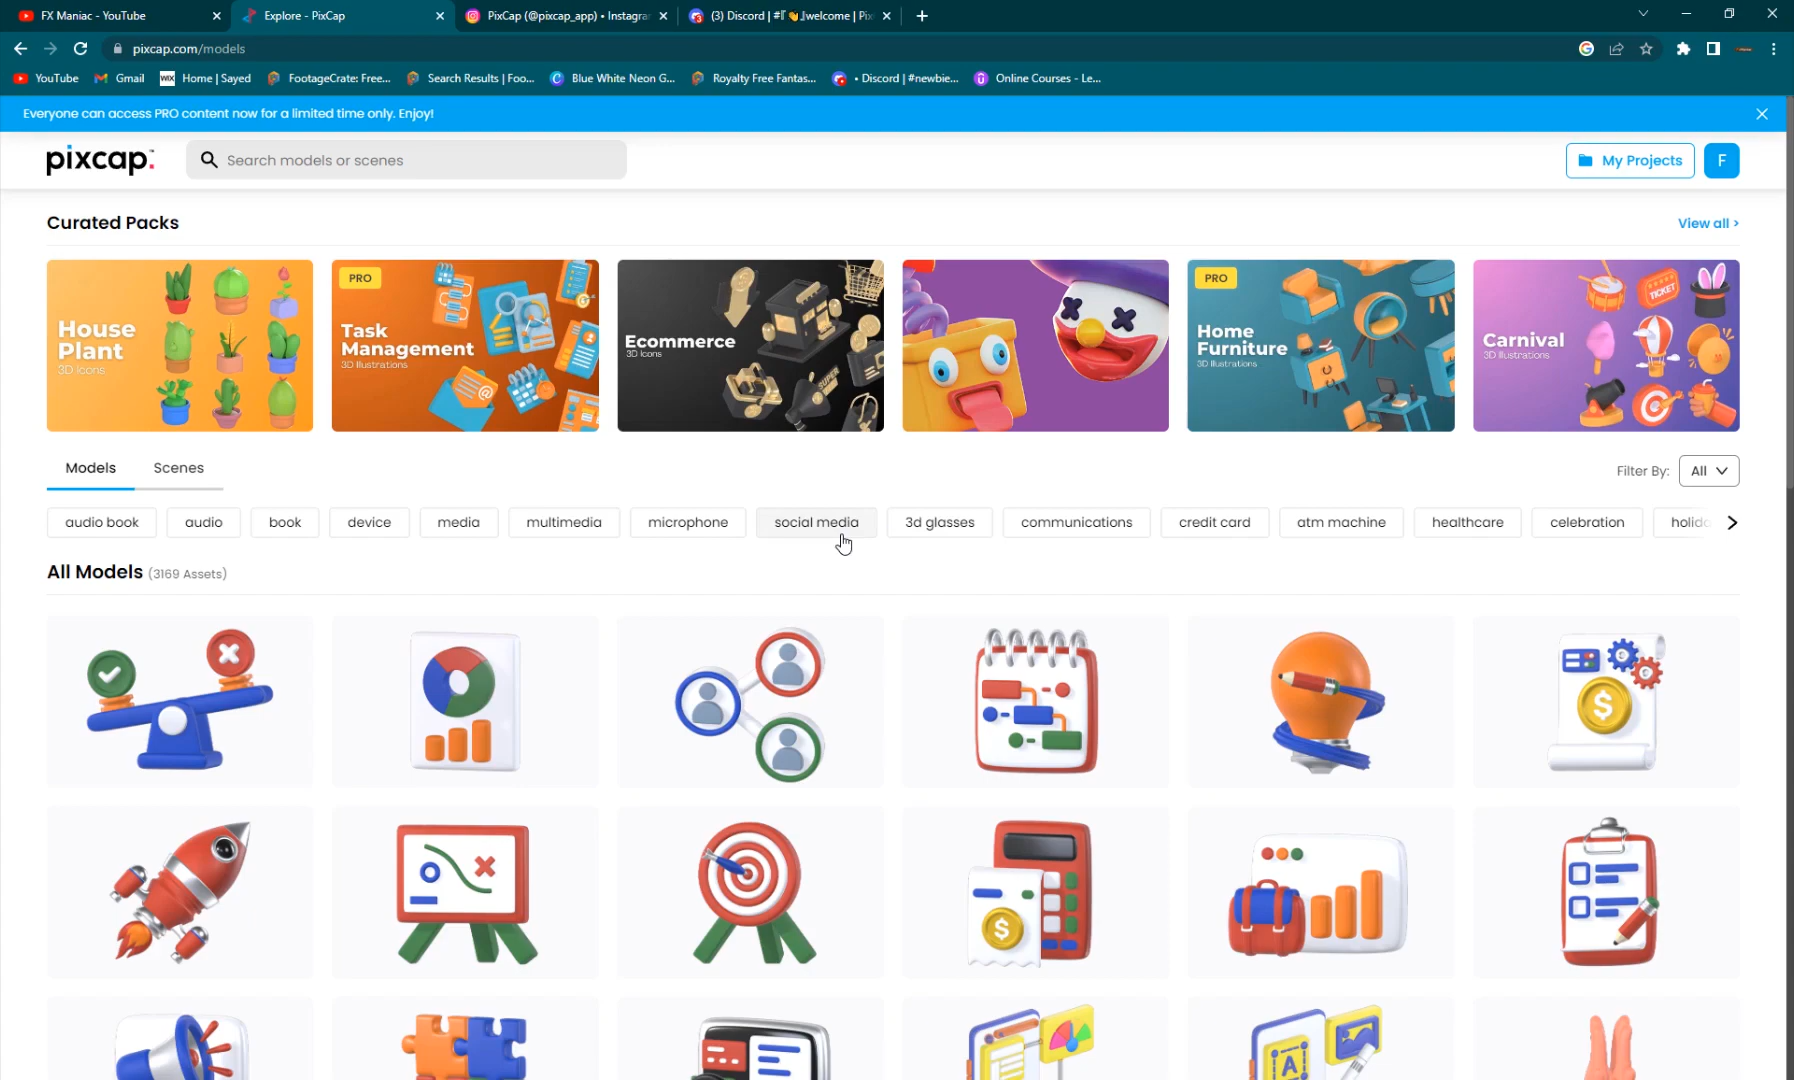 FX Maniac - YouTube
Explore - PixCap
PixCap (@pixcap_app) • Instagra
(3) Discord | #『👋』welcome | Pix
pixcap.com/models
YouTube
Gmail
WIX Home | Sayed
FootageCrate: Free...
Search Results | Foo...
Blue White Neon G...
Royalty Free Fantas...
• Discord | #newbie...
Online Courses - Le...
Everyone can access PRO content now for a limited time only. Enjoy!
pixcap.
Search models or scenes
My Projects
F
Curated Packs
View all >
House
Plant
3D Icons
PRO
Task
Management
3D Illustrations
Ecommerce
3D Icons
SUPER
PRO
Home
Furniture
3D Illustrations
Carnival
3D Illustrations
TICKET
Models
Scenes
Filter By:
All
audio book
audio
book
device
media
multimedia
microphone
social media
3d glasses
communications
credit card
atm machine
healthcare
celebration
holid
All Models (3169 Assets)
$
$
A